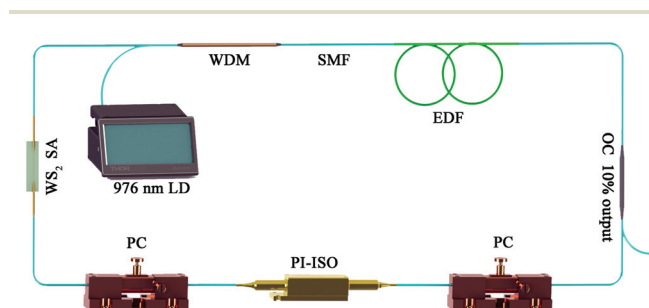 WDM
SMF
EDF
WS₂ SA
976 nm LD
OC 10% output
PC
PI-ISO
PC